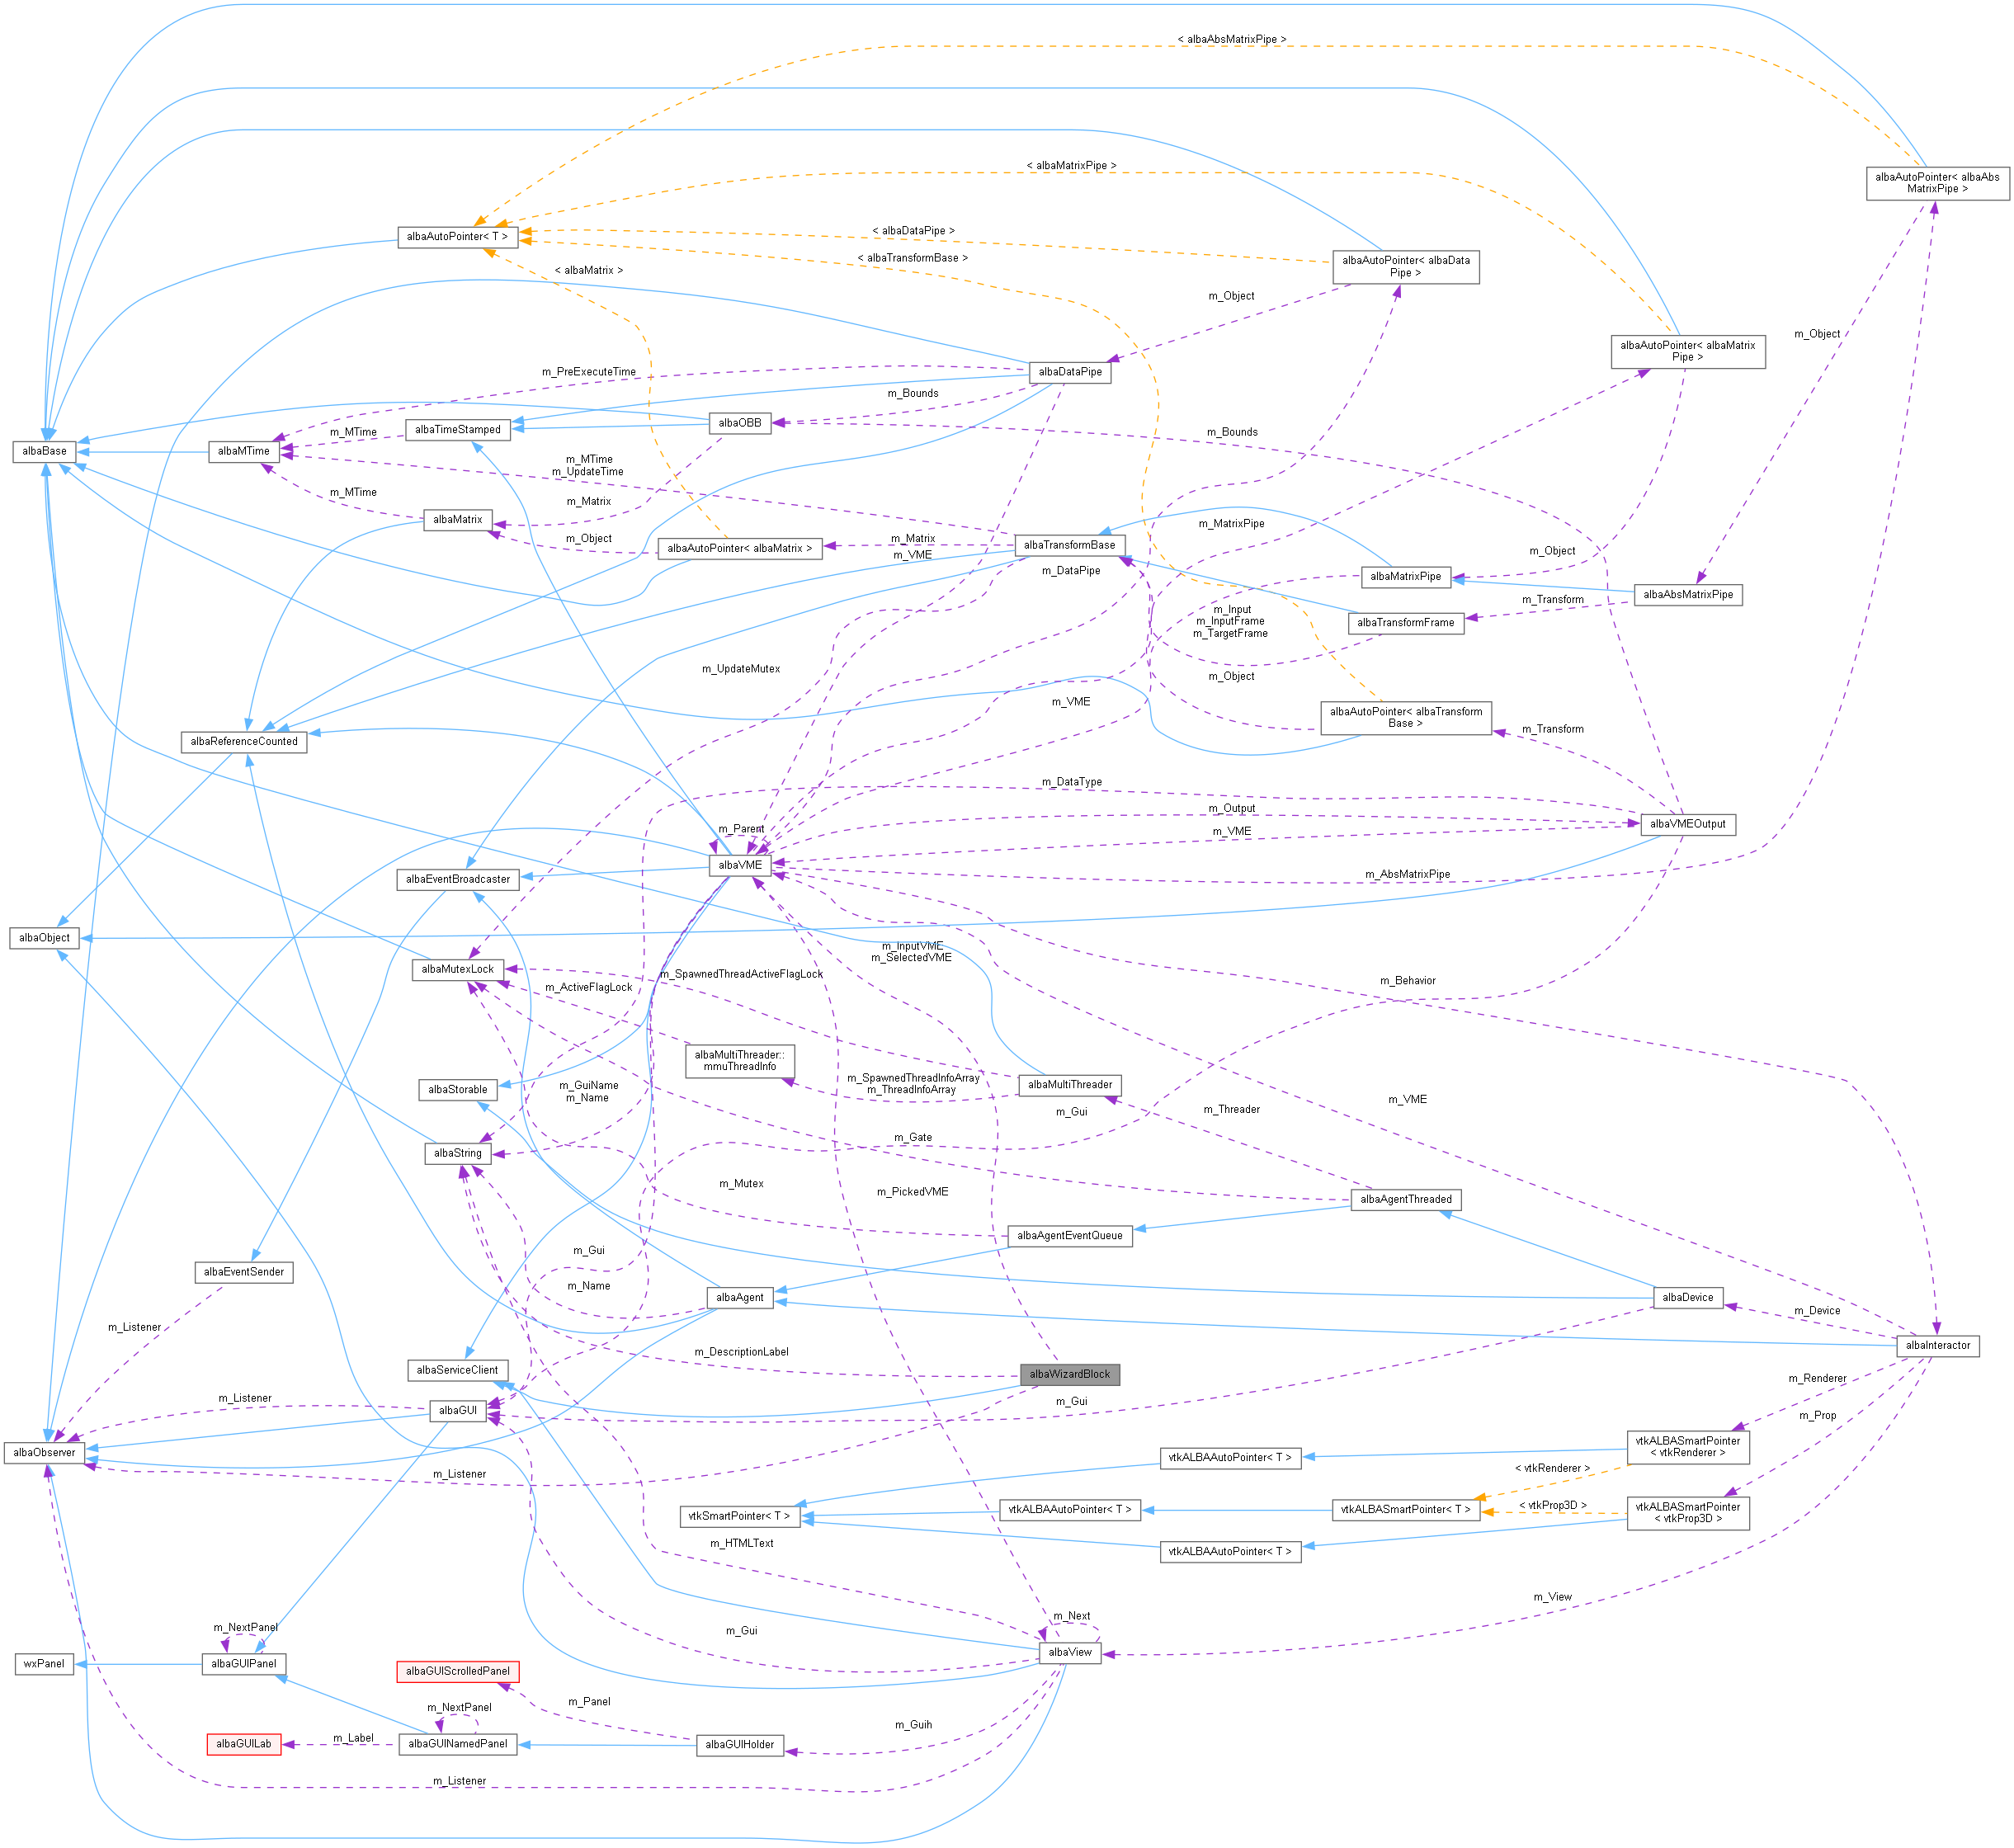 < albaAbsMatrixPipe >
< albaMatrixPipe >
albaAutoPointer< albaAbs
MatrixPipe >
albaAutoPointer< T >
< albaDataPipe >
< albaTransformBase >
< albaMatrix >
albaAutoPointer< albaData
Pipe >
m_Object
m_Object
albaAutoPointer< albaMatrix
Pipe >
m_PreExecuteTime
albaDataPipe
m_Bounds
albaTimeStamped
albaOBB
m_MTime
m_Bounds
albaBase
albaMTime
m_MTime
m_UpdateTime
m_MTime
albaMatrix
m_Matrix
m_Object
albaAutoPointer< albaMatrix >
m_Matrix
m_VME
albaTransformBase
m_MatrixPipe
m_Object
m_DataPipe
albaMatrixPipe
albaAbsMatrixPipe
m_Transform
m_Input
m_InputFrame
m_TargetFrame
albaTransformFrame
m_UpdateMutex
m_Object
m_VME
albaAutoPointer< albaTransform
Base >
m_Transform
albaReferenceCounted
m_DataType
m_Output
m_Parent
m_VME
albaVMEOutput
albaVME
m_AbsMatrixPipe
albaEventBroadcaster
albaObject
m_InputVME
m_SelectedVME
albaMutexLock
m_SpawnedThreadActiveFlagLock
m_ActiveFlagLock
m_Behavior
albaMultiThreader::
mmuThreadInfo
albaStorable
m_GuiName
m_Name
m_SpawnedThreadInfoArray
m_ThreadInfoArray
albaMultiThreader
m_VME
m_Gui
m_Threader
m_Gate
albaString
m_Mutex
m_PickedVME
albaAgentThreaded
albaAgentEventQueue
m_Gui
albaEventSender
m_Name
albaAgent
albaDevice
m_Device
m_Listener
albaInteractor
m_DescriptionLabel
albaServiceClient
albaWizardBlock
m_Renderer
m_Listener
albaGUI
m_Gui
m_Prop
albaObserver
m_Listener
vtkALBAAutoPointer< T >
vtkALBASmartPointer
< vtkRenderer >
< vtkRenderer >
vtkSmartPointer< T >
vtkALBAAutoPointer< T >
vtkALBASmartPointer< T >
< vtkProp3D >
vtkALBASmartPointer
< vtkProp3D >
m_HTMLText
vtkALBAAutoPointer< T >
m_View
m_Next
m_NextPanel
m_Gui
albaView
wxPanel
albaGUIPanel
albaGUIScrolledPanel
m_Panel
m_NextPanel
m_Guih
albaGUILab
m_Label
albaGUINamedPanel
albaGUIHolder
m_Listener